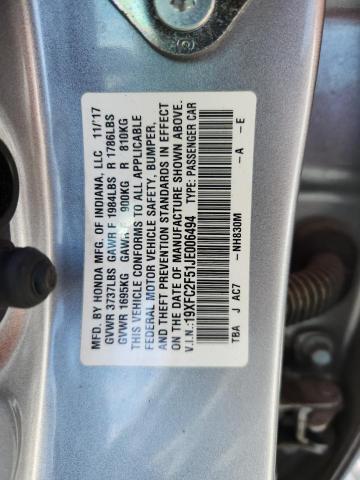 MFD. BY HONDA MFG. OF INDIANA, LLC 11/'17
GVWR 3737LBS GAWR F 1984LBS R 1786LBS
GVWR 1695KG GAWR F 900KG R 810KG
THIS VEHICLE CONFORMS TO ALL APPLICABLE
FEDERAL MOTOR VEHICLE SAFETY, BUMPER,
AND THEFT PREVENTION STANDARDS IN EFFECT
ON THE DATE OF MANUFACTURE SHOWN ABOVE.
V.I.N.:19XFC2F51JE006494 TYPE: PASSENGER CAR
TBA J AC7 -NH830M -A -E